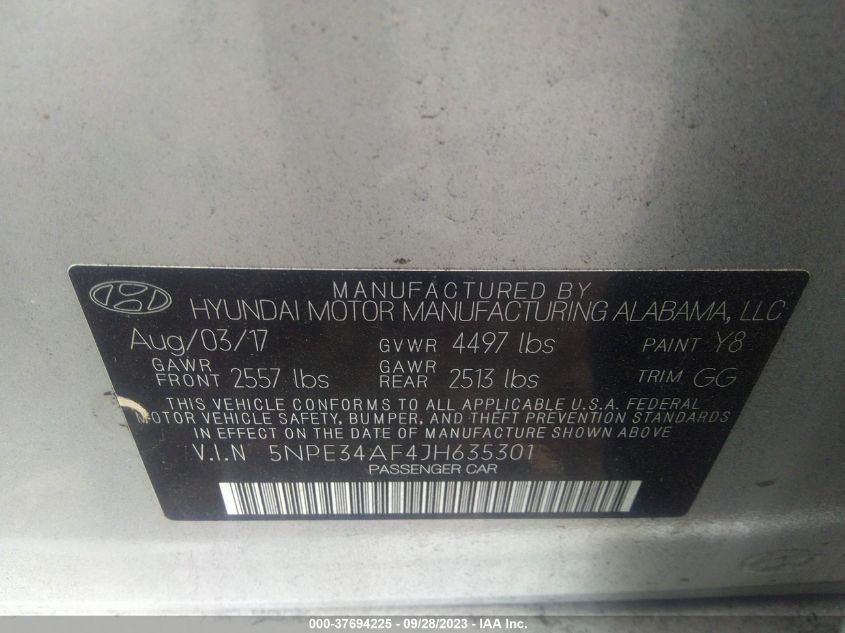 MANUFACTURED BY
HYUNDAI MOTOR MANUFACTURING ALABAMA, LLC
Aug/03/17 GVWR 4497 lbs PAINT Y8
GAWR FRONT 2557 lbs GAWR REAR 2513 lbs TRIM GG
THIS VEHICLE CONFORMS TO ALL APPLICABLE U.S.A. FEDERAL
MOTOR VEHICLE SAFETY, BUMPER, AND THEFT PREVENTION STANDARDS
IN EFFECT ON THE DATE OF MANUFACTURE SHOWN ABOVE
V.I.N 5NPE34AF4JH635301
PASSENGER CAR
000-37694225 - 09/28/2023 - IAA Inc.